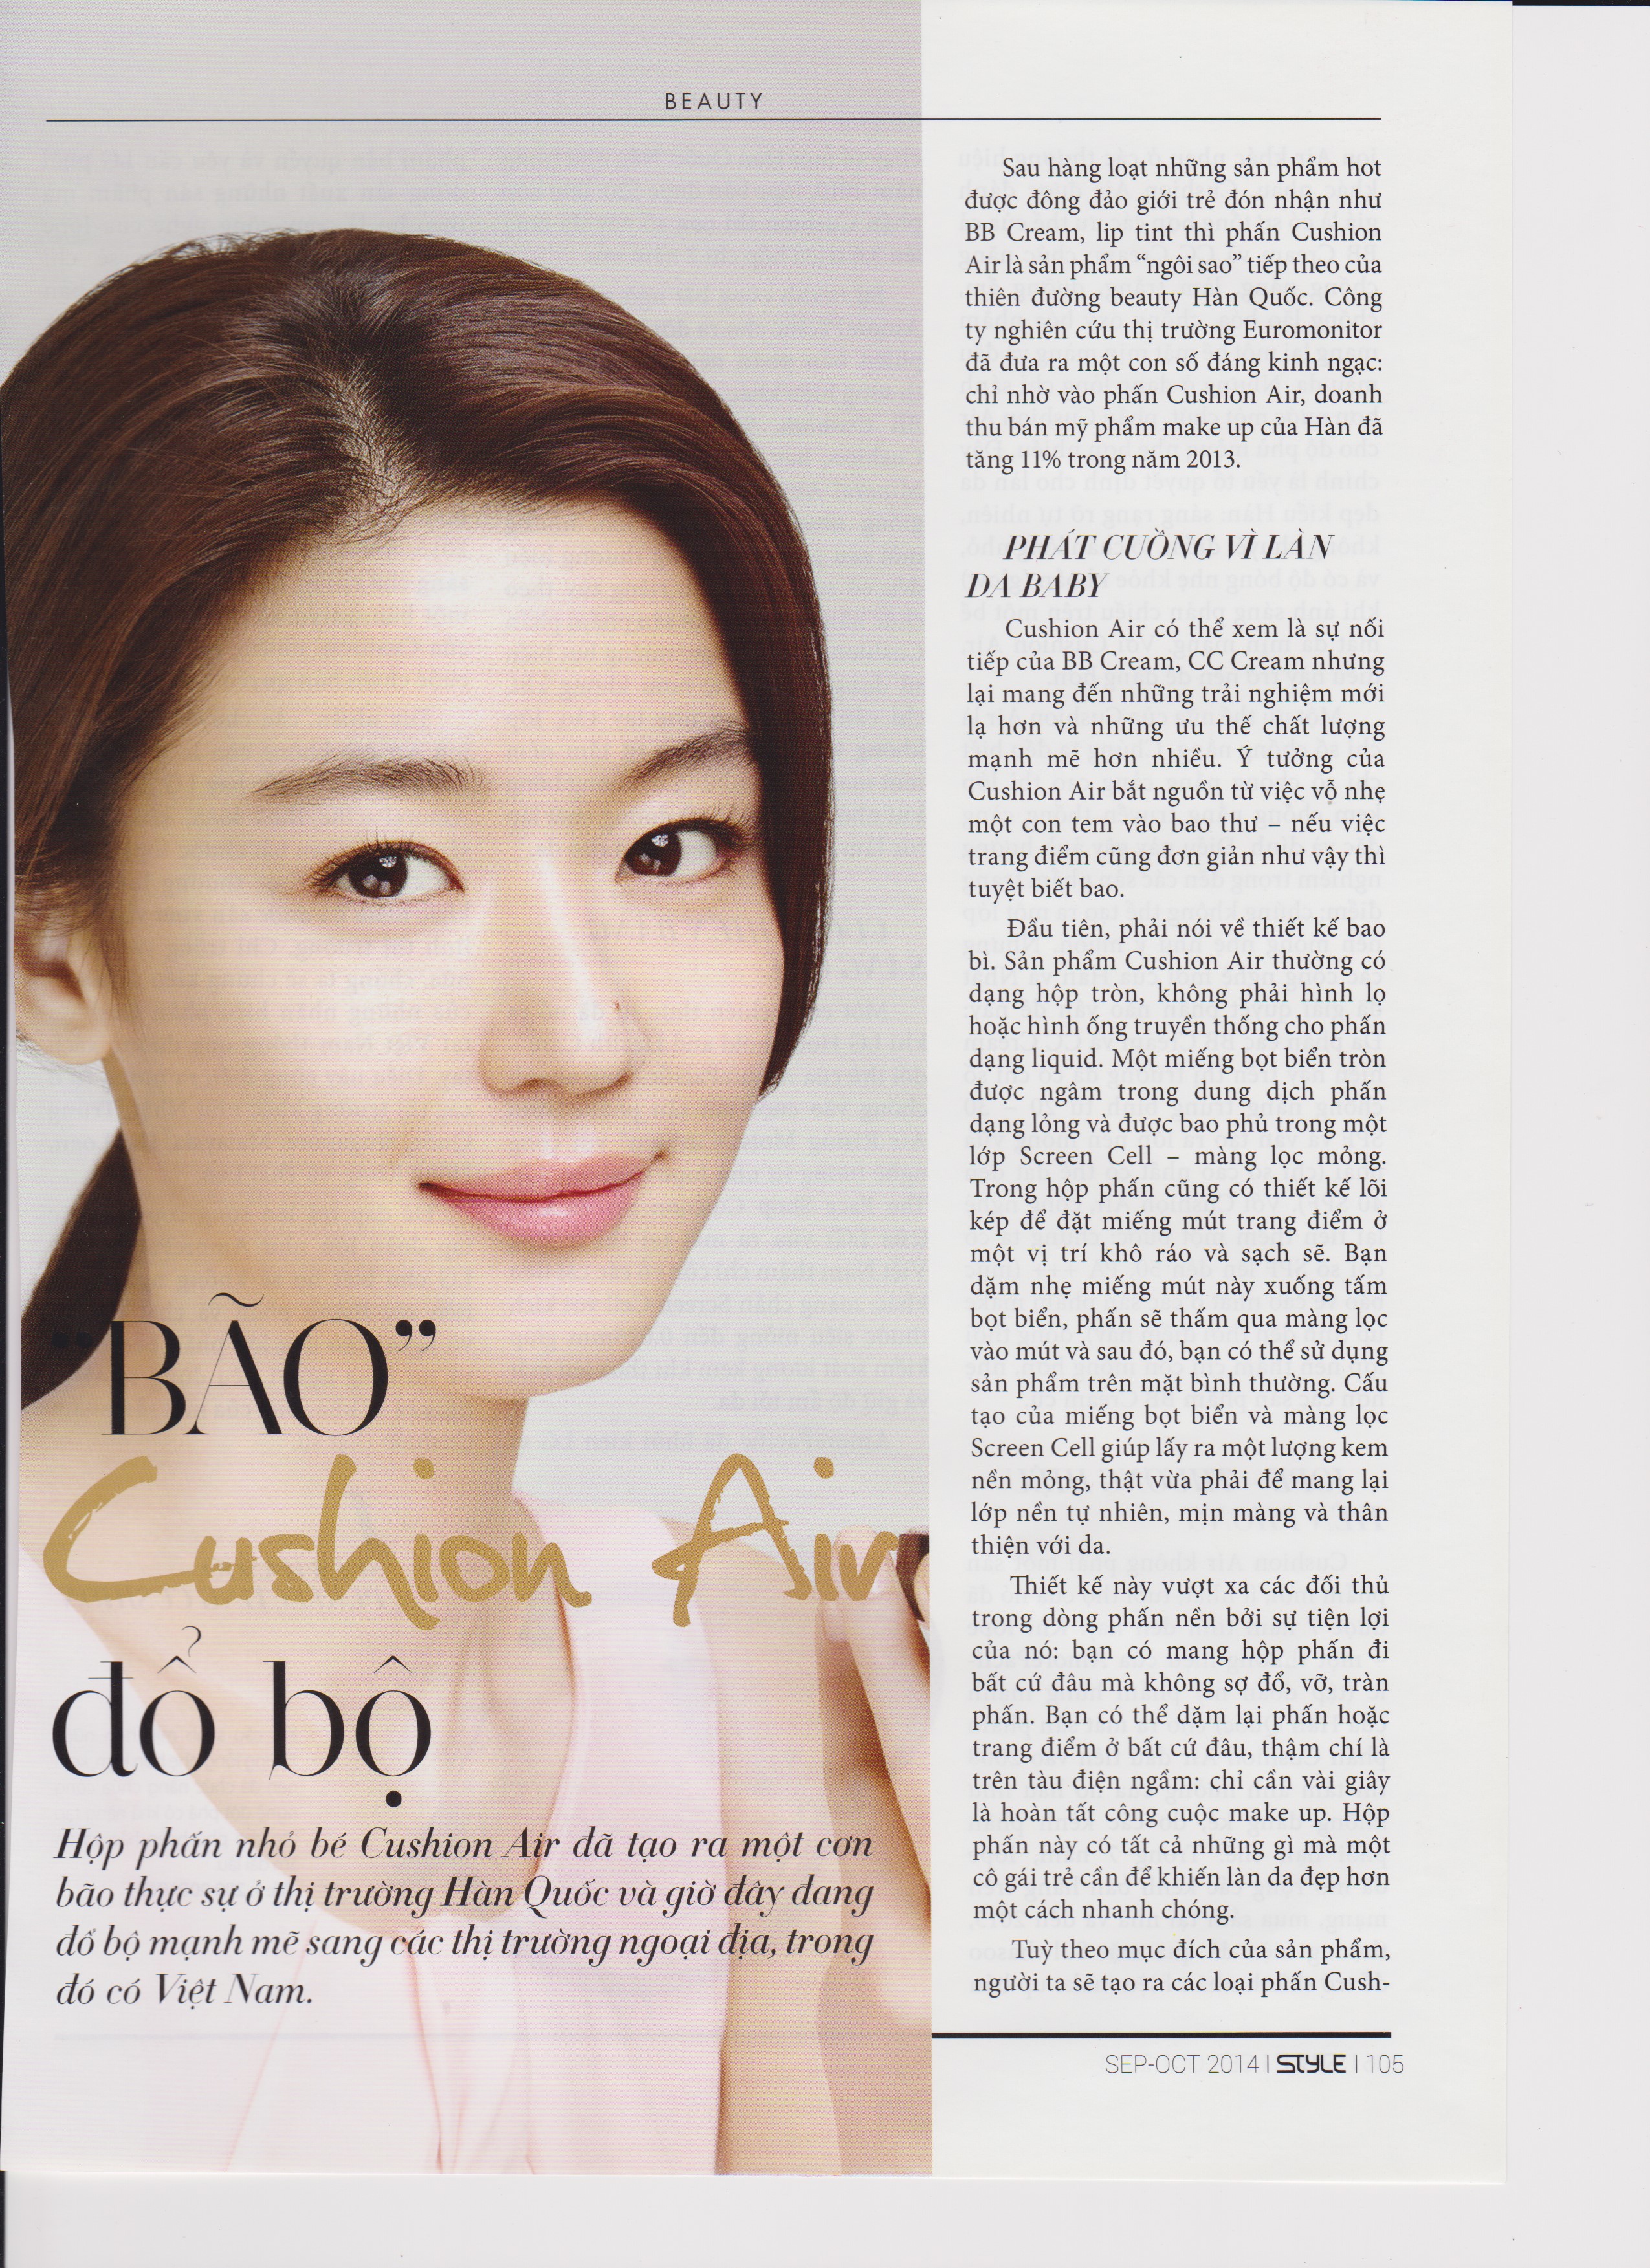 BEAUTY
“BÃO”
Cushion Air
đổ bộ
Hộp phấn nhỏ bé Cushion Air đã tạo ra một cơn
bão thực sự ở thị trường Hàn Quốc và giờ đây đang
đổ bộ mạnh mẽ sang các thị trường ngoại địa, trong
đó có Việt Nam.
Sau hàng loạt những sản phẩm hot
được đông đảo giới trẻ đón nhận như
BB Cream, lip tint thì phấn Cushion
Air là sản phẩm “ngôi sao” tiếp theo của
thiên đường beauty Hàn Quốc. Công
ty nghiên cứu thị trường Euromonitor
đã đưa ra một con số đáng kinh ngạc:
chỉ nhờ vào phấn Cushion Air, doanh
thu bán mỹ phẩm make up của Hàn đã
tăng 11% trong năm 2013.
PHÁT CUỒNG VÌ LÀN
DA BABY
Cushion Air có thể xem là sự nối
tiếp của BB Cream, CC Cream nhưng
lại mang đến những trải nghiệm mới
lạ hơn và những ưu thế chất lượng
mạnh mẽ hơn nhiều. Ý tưởng của
Cushion Air bắt nguồn từ việc vỗ nhẹ
một con tem vào bao thư – nếu việc
trang điểm cũng đơn giản như vậy thì
tuyệt biết bao.
Đầu tiên, phải nói về thiết kế bao
bì. Sản phẩm Cushion Air thường có
dạng hộp tròn, không phải hình lọ
hoặc hình ống truyền thống cho phấn
dạng liquid. Một miếng bọt biển tròn
được ngâm trong dung dịch phấn
dạng lỏng và được bao phủ trong một
lớp Screen Cell – màng lọc mỏng.
Trong hộp phấn cũng có thiết kế lõi
kép để đặt miếng mút trang điểm ở
một vị trí khô ráo và sạch sẽ. Bạn
dặm nhẹ miếng mút này xuống tấm
bọt biển, phấn sẽ thấm qua màng lọc
vào mút và sau đó, bạn có thể sử dụng
sản phẩm trên mặt bình thường. Cấu
tạo của miếng bọt biển và màng lọc
Screen Cell giúp lấy ra một lượng kem
nền mỏng, thật vừa phải để mang lại
lớp nền tự nhiên, mịn màng và thân
thiện với da.
Thiết kế này vượt xa các đối thủ
trong dòng phấn nền bởi sự tiện lợi
của nó: bạn có mang hộp phấn đi
bất cứ đâu mà không sợ đổ, vỡ, tràn
phấn. Bạn có thể dặm lại phấn hoặc
trang điểm ở bất cứ đâu, thậm chí là
trên tàu điện ngầm: chỉ cần vài giây
là hoàn tất công cuộc make up. Hộp
phấn này có tất cả những gì mà một
cô gái trẻ cần để khiến làn da đẹp hơn
một cách nhanh chóng.
Tuỳ theo mục đích của sản phẩm,
người ta sẽ tạo ra các loại phấn Cush-
SEP-OCT 2014 | STYLE | 105